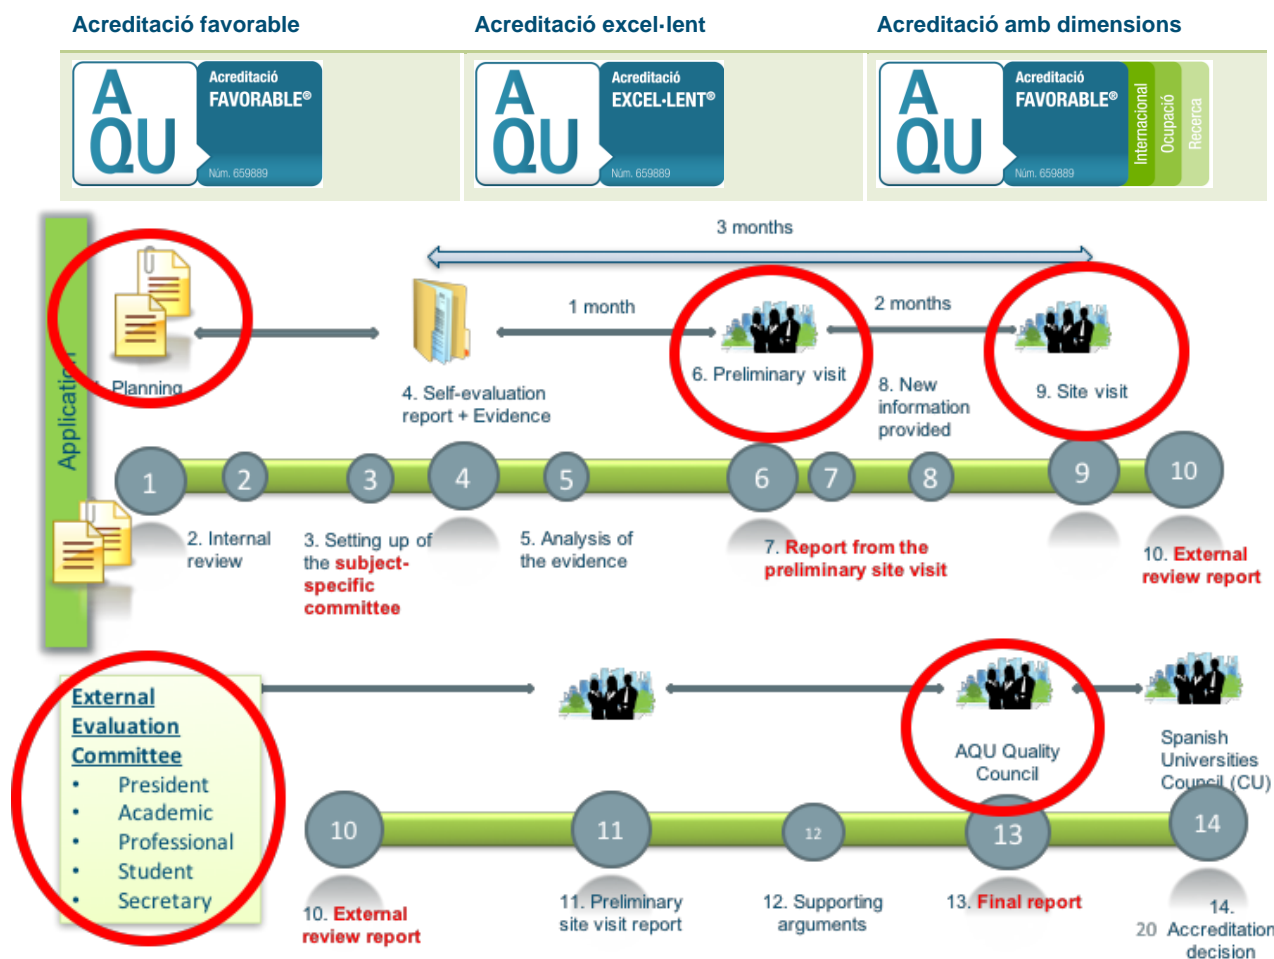 Acreditació favorable
Acreditació excel·lent
Acreditació amb dimensions
AQU
Acreditació
FAVORABLE®
Núm. 659889
AQU
Acreditació
EXCEL·LENT®
Núm. 659889
AQU
Acreditació
FAVORABLE®
Núm. 659889
Internacional
Ocupació
Recerca
3 months
1 month
2 months
Application
Planning
4. Self-evaluation
report + Evidence
6. Preliminary visit
8. New
information
provided
9. Site visit
1
2
3
4
5
6
7
8
9
10
2. Internal
review
3. Setting up of
the subject-
specific
committee
5. Analysis of
the evidence
7. Report from the
preliminary site visit
10. External
review report
External
Evaluation
Committee
• President
• Academic
• Professional
• Student
• Secretary
AQU Quality
Council
Spanish
Universities
Council (CU)
10
11
12
13
14
10. External
review report
11. Preliminary
site visit report
12. Supporting
arguments
13. Final report
14.
Accreditation
decision
20